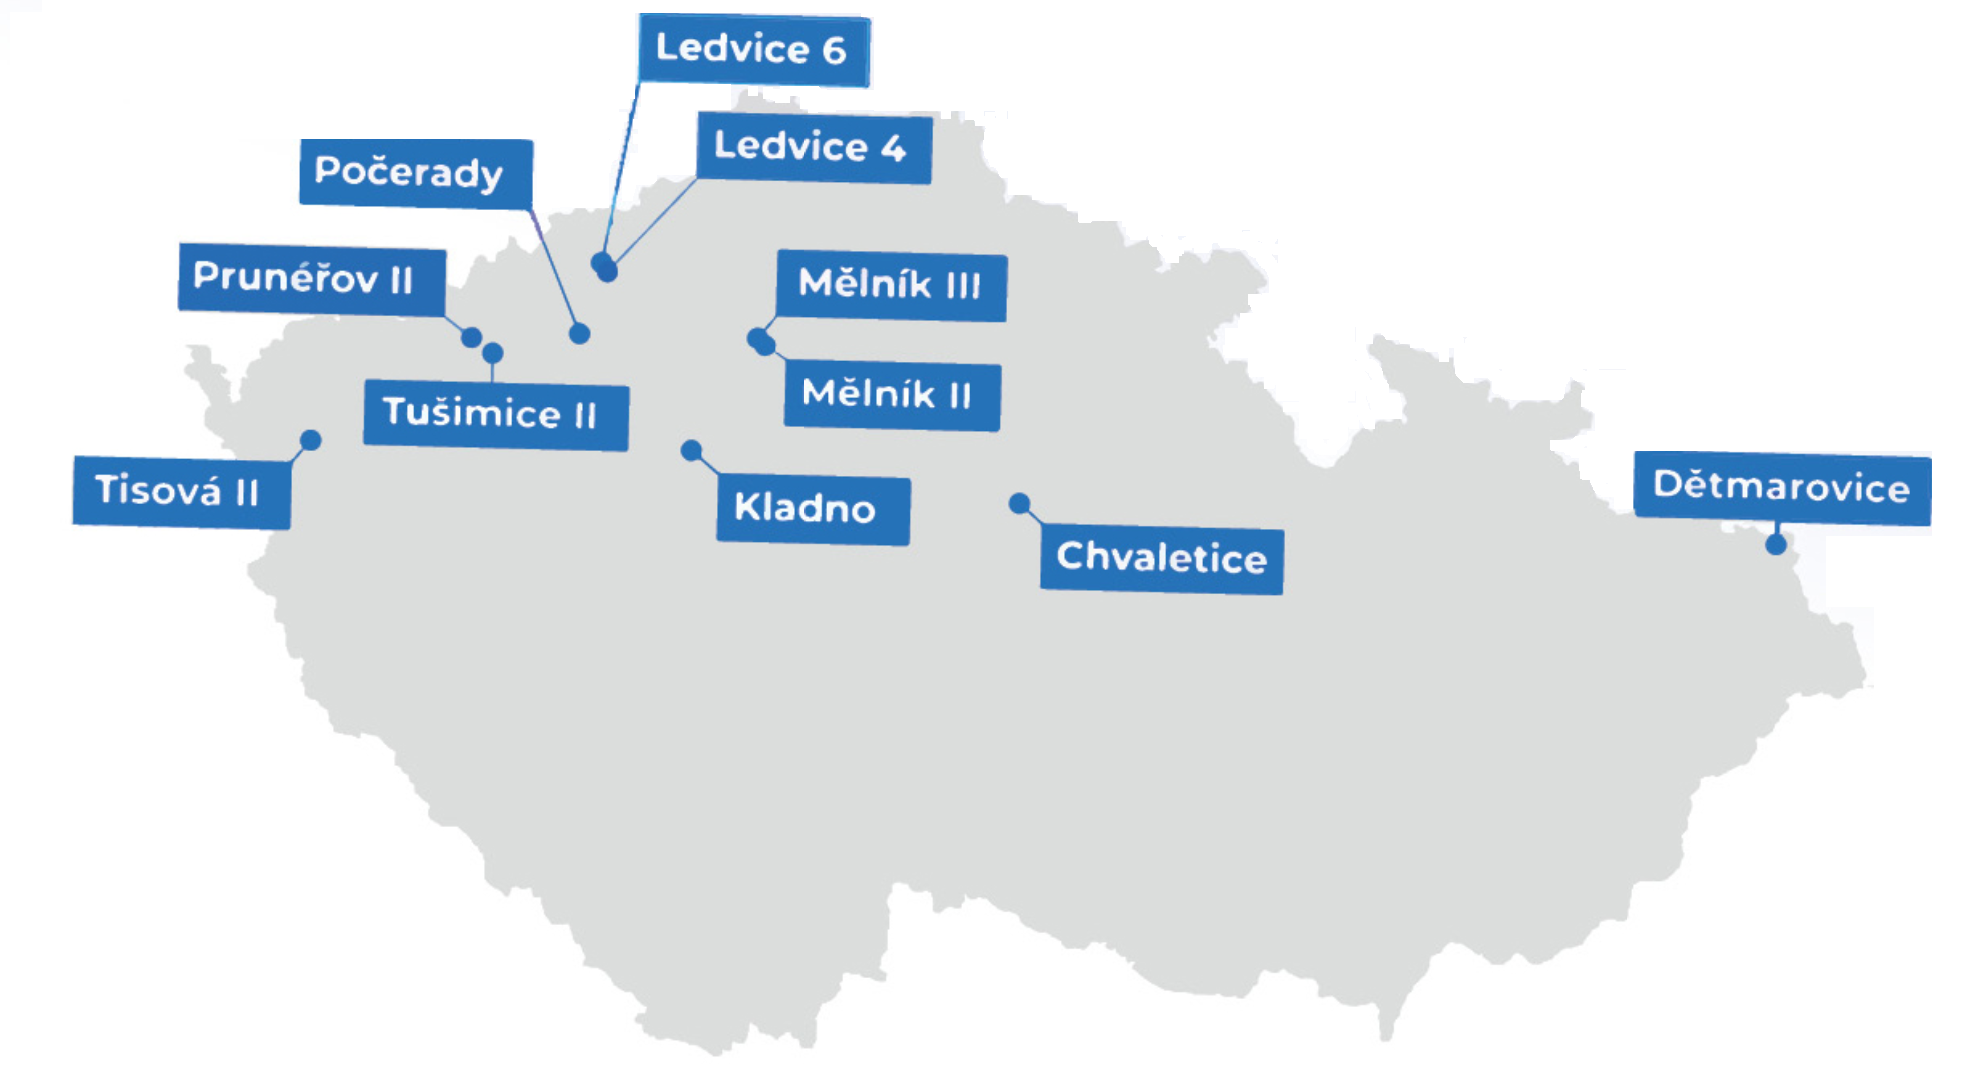 Ledvice 6
Ledvice 4
Počerady
Prunéřov II
Mělník III
Mělník II
Tušimice II
Tisová II
Kladno
Chvaletice
Dětmarovice